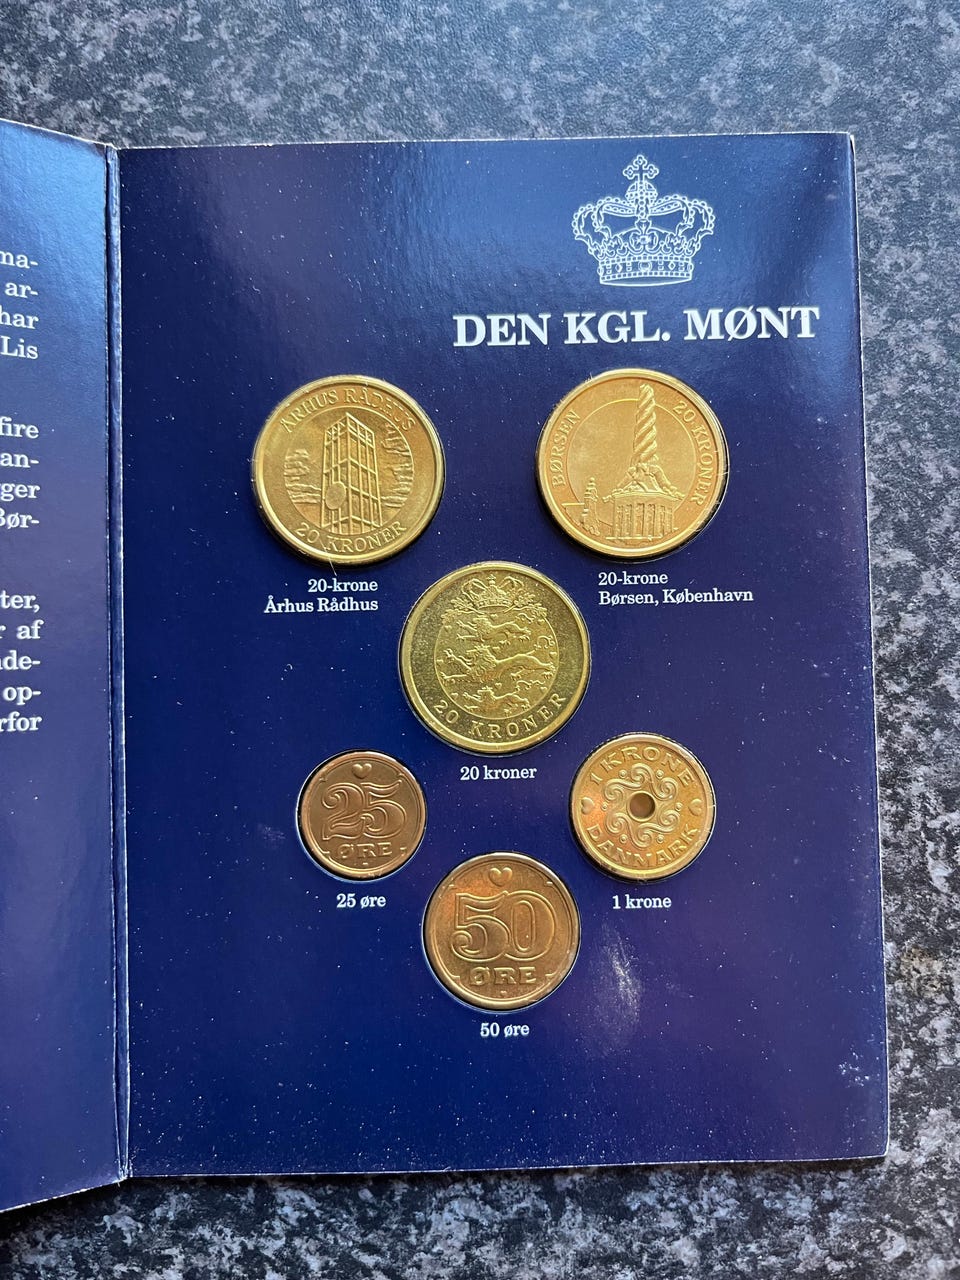 ma-
ar-
har
Lis
fire
an-
ger
Bør-
ter,
r af
nde-
op-
rfor
DEN KGL. MØNT
ÅRHUS RÅDHUS
20 KRONER
BØRSEN
20 KRONER
20-krone
Århus Rådhus
20-krone
Børsen, København
20 KRONER
20 kroner
25
ØRE
25 øre
1 KRONE
DANMARK
1 krone
50
ØRE
50 øre